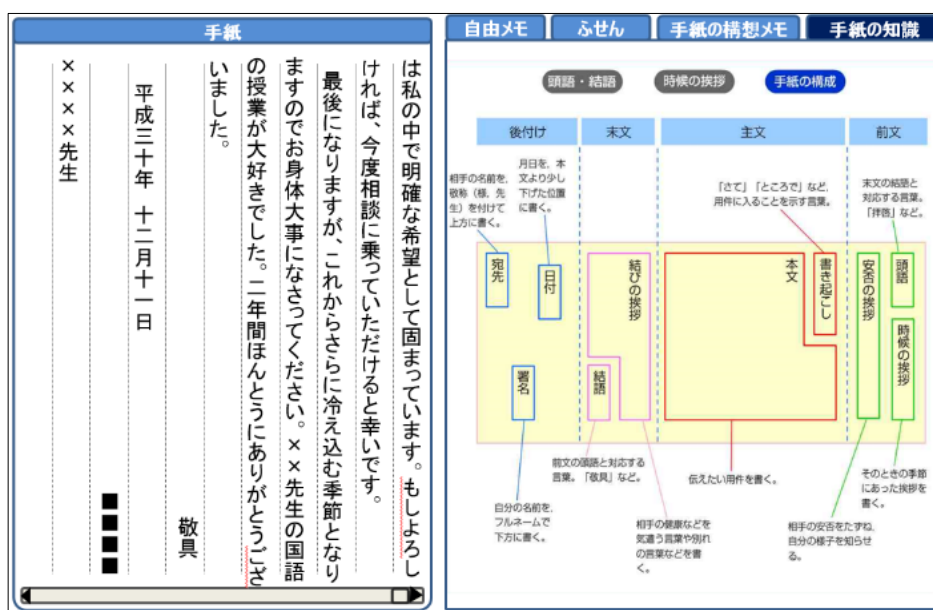 手紙
は私の中で明確な希望として固まっています。もしよろし
ければ、今度相談に乗っていただけると幸いです。
最後になりますが、これからさらに冷え込む季節となり
ますのでお身体大事になさってください。××先生の国語
の授業が大好きでした。二年間ほんとうにありがとうござ
いました。
敬具
■■■■
平成三十年 十二月十一日
××××先生
自由メモ
ふせん
手紙の構想メモ
手紙の知識
頭語・結語
時候の挨拶
手紙の構成
後付け
末文
主文
前文
相手の名前を、
敬称(様、先
生)を付けて
上方に書く。
月日を、本
文より少し
下げた位置
に書く。
「さて」「ところで」など、
用件に入ることを示す言葉。
末文の結語と
対応する言葉。
「拝啓」など。
頭語
時候の挨拶
安否の挨拶
書き起こし
本文
結びの挨拶
結語
日付
署名
宛先
前文の頭語と対応する
言葉。「敬具」など。
伝えたい用件を書く。
そのときの季節
にあった挨拶を
書く。
自分の名前を、
フルネームで
下方に書く。
相手の健康などを
気遣う言葉や別れ
の言葉などを書
く。
相手の安否をたずね、
自分の様子を知らせ
る。